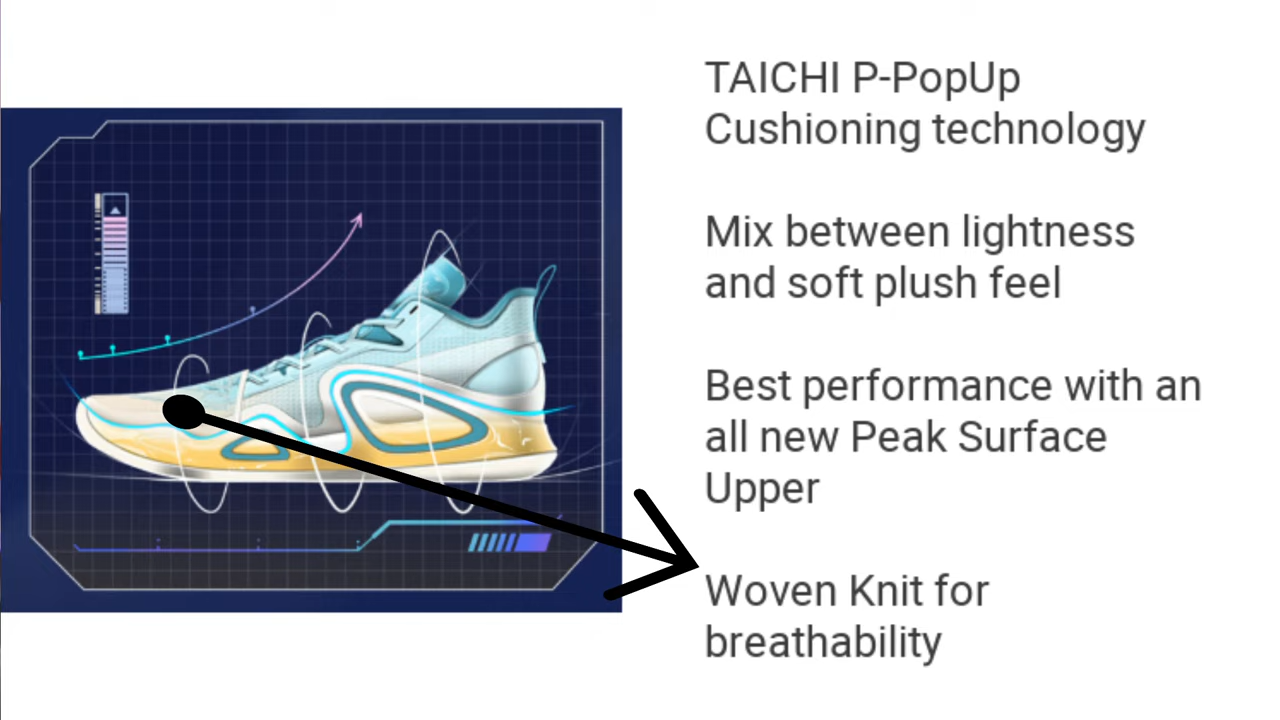 TAICHI P-PopUp
Cushioning technology
Mix between lightness
and soft plush feel
Best performance with an
all new Peak Surface
Upper
Woven Knit for
breathability